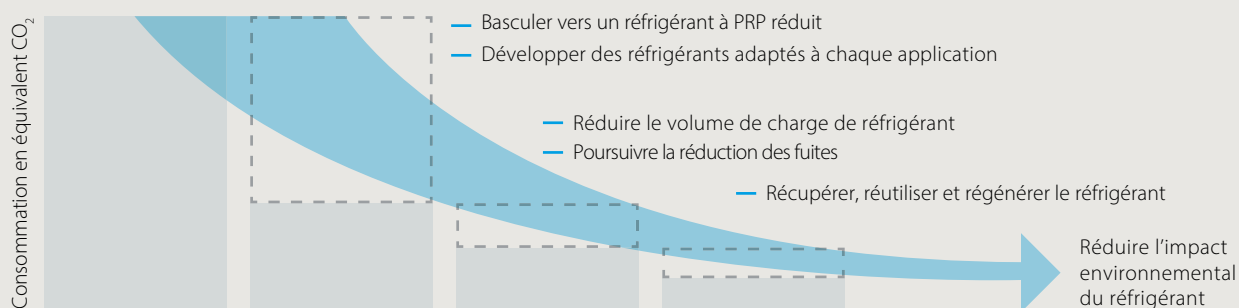 Consommation en équivalent CO₂
Basculer vers un réfrigérant à PRP réduit
Développer des réfrigérants adaptés à chaque application
Réduire le volume de charge de réfrigérant
Poursuivre la réduction des fuites
Récupérer, réutiliser et régénérer le réfrigérant
Réduire l'impact
environnemental
du réfrigérant